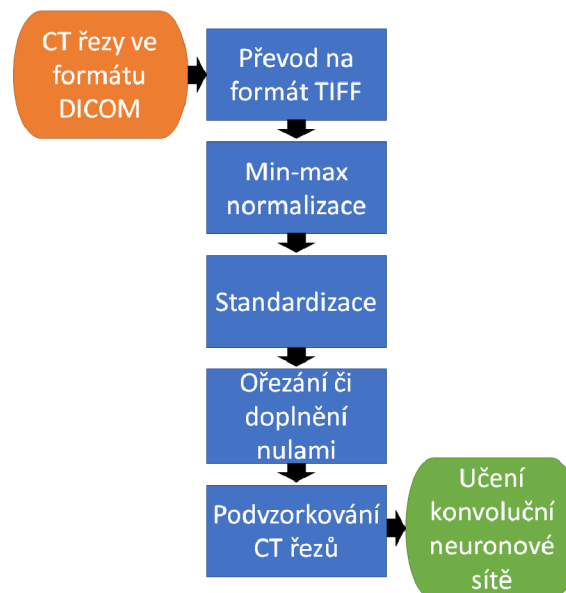 CT řezy ve
formátu
DICOM
Převod na
formát TIFF
Min-max
normalizace
Standardizace
Ořezání či
doplnění
nulami
Podvzorkování
CT řezů
Učení
konvoluční
neuronové
sítě